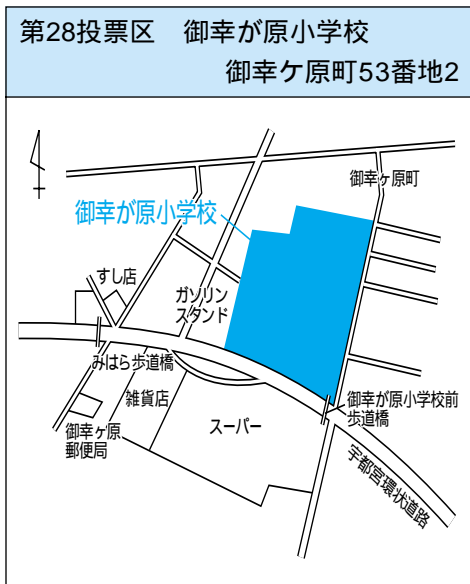 第28投票区　御幸が原小学校
御幸ケ原町53番地2
御幸ヶ原町
御幸が原小学校
すし店
ガソリン
スタンド
みはら歩道橋
雑貨店
御幸が原小学校前
歩道橋
スーパー
御幸ヶ原
郵便局
宇都宮環状道路